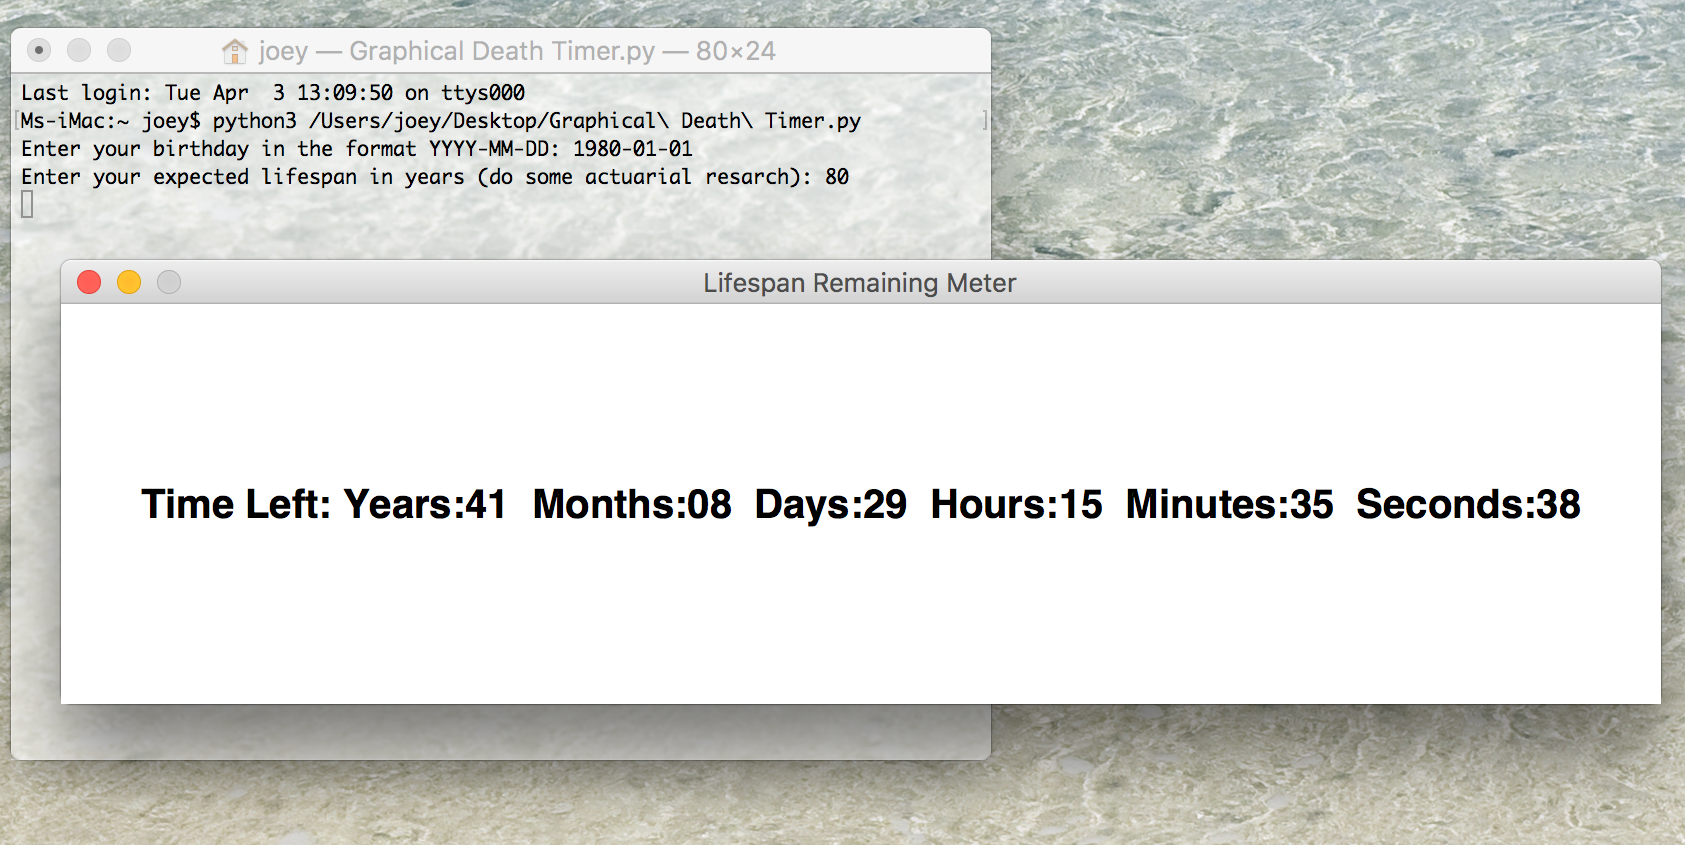 joey — Graphical Death Timer.py — 80×24
Last login: Tue Apr  3 13:09:50 on ttys000
[Ms-iMac:~ joey$ python3 /Users/joey/Desktop/Graphical\ Death\ Timer.py ]
Enter your birthday in the format YYYY-MM-DD: 1980-01-01
Enter your expected lifespan in years (do some actuarial resarch): 80
Lifespan Remaining Meter
Time Left: Years:41  Months:08  Days:29  Hours:15  Minutes:35  Seconds:38